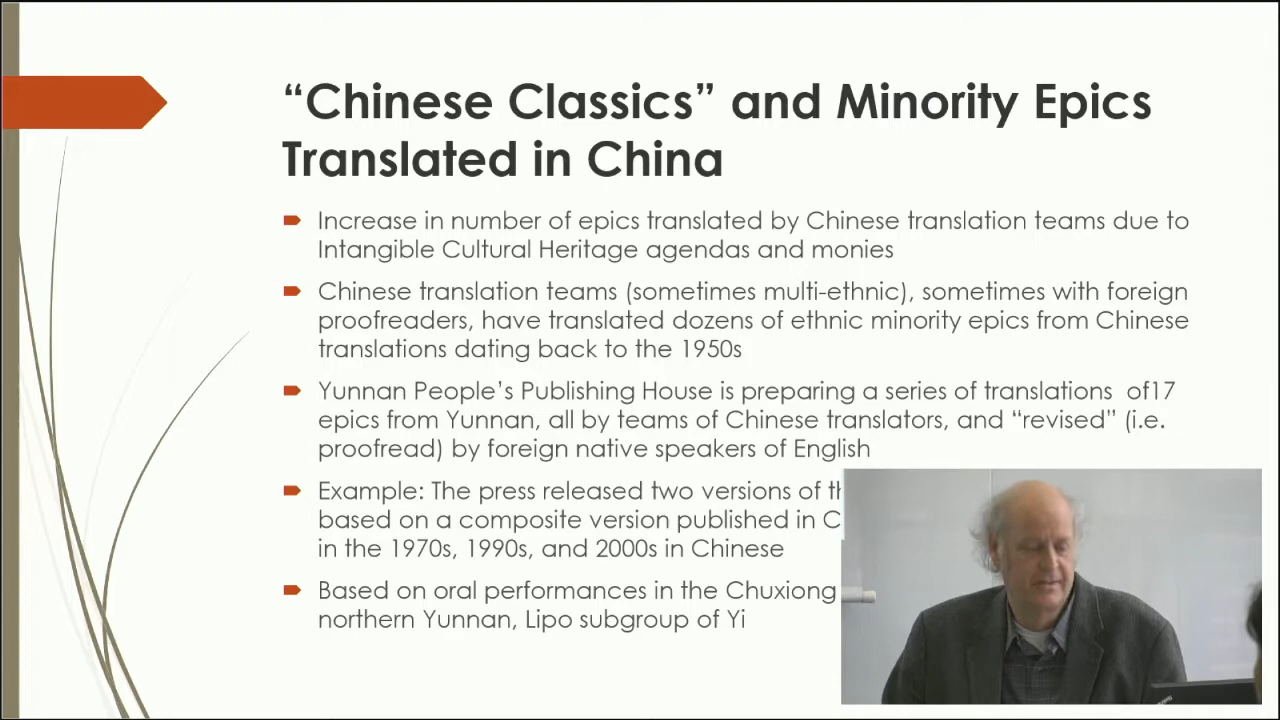 “Chinese Classics” and Minority Epics
Translated in China
Increase in number of epics translated by Chinese translation teams due to
Intangible Cultural Heritage agendas and monies
Chinese translation teams (sometimes multi-ethnic), sometimes with foreign
proofreaders, have translated dozens of ethnic minority epics from Chinese
translations dating back to the 1950s
Yunnan People’s Publishing House is preparing a series of translations  of17
epics from Yunnan, all by teams of Chinese translators, and “revised” (i.e.
proofread) by foreign native speakers of English
Example: The press released two versions of
based on a composite version published in
in the 1970s, 1990s, and 2000s in Chinese
Based on oral performances in the Chuxiong
northern Yunnan, Lipo subgroup of Yi